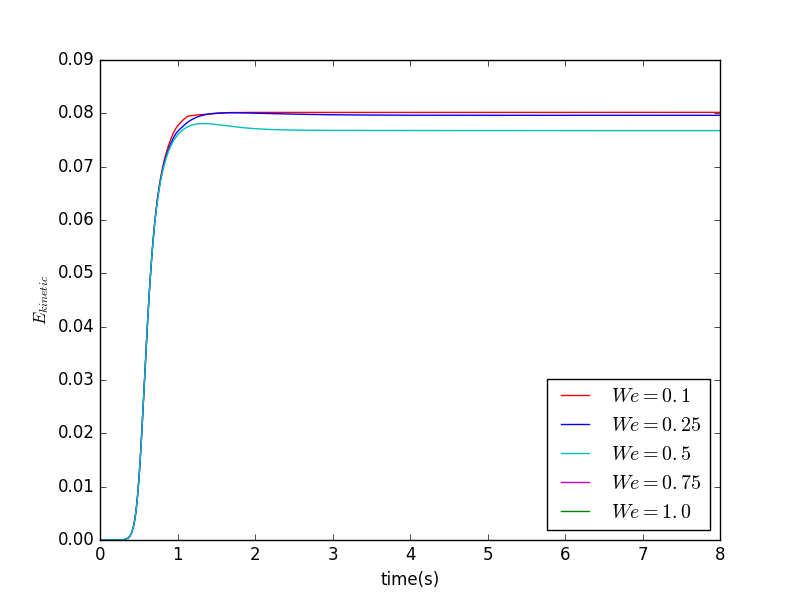 0.09
0.08
0.07
0.06
0.05
0.04
0.03
0.02
0.01
0.00
E_kinetic
0 1 2 3 4 5 6 7 8
time(s)
We = 0.1
We = 0.25
We = 0.5
We = 0.75
We = 1.0